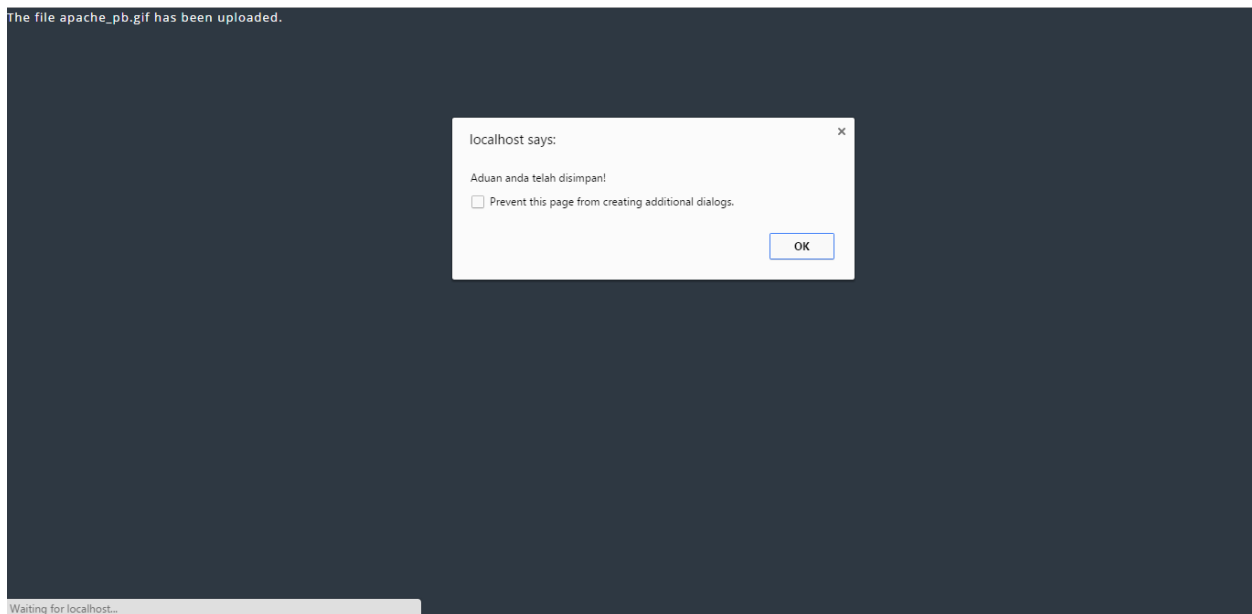 The file apache_pb.gif has been uploaded.
localhost says:
Aduan anda telah disimpan!
Prevent this page from creating additional dialogs.
OK
Waiting for localhost...